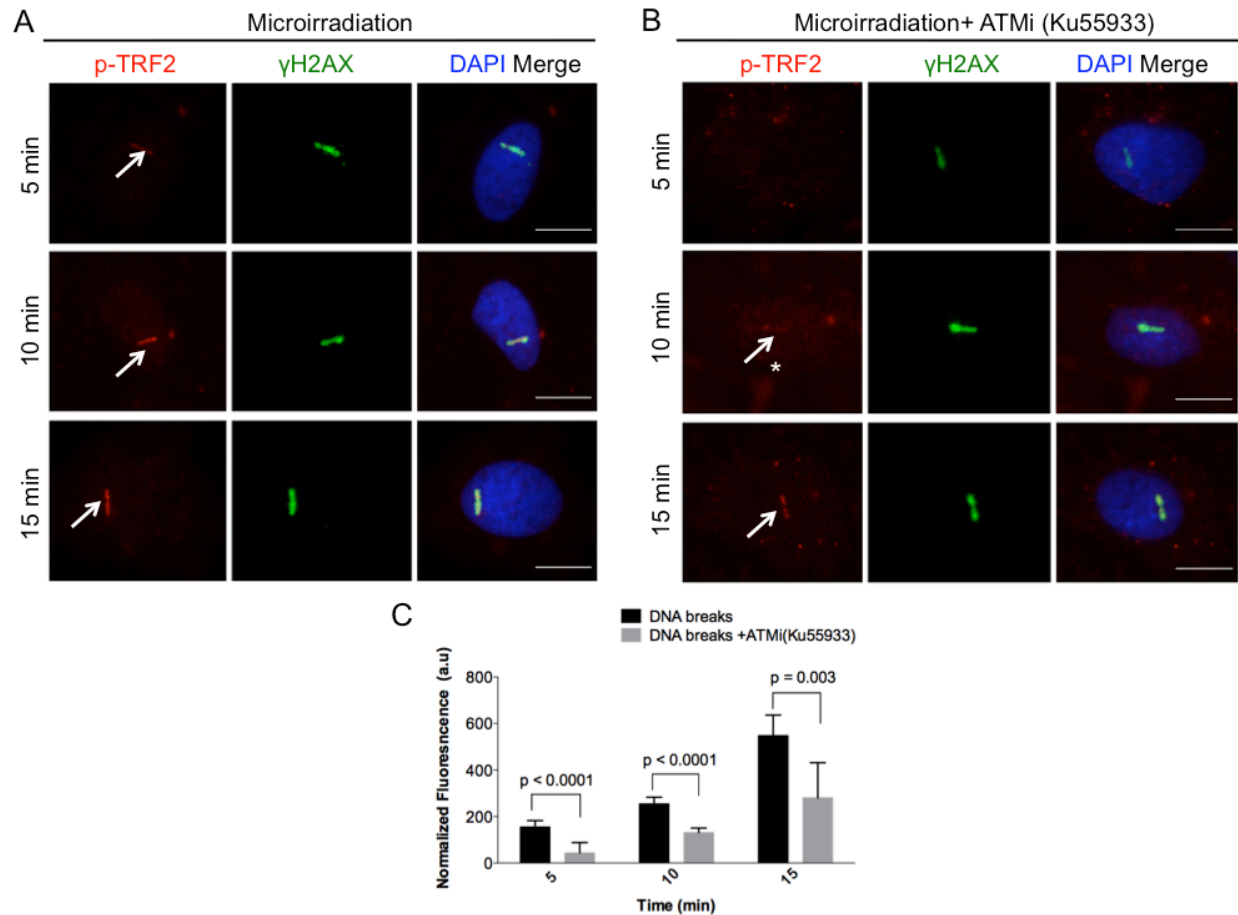 A
Microirradiation
p-TRF2 γH2AX DAPI Merge
5 min
10 min
15 min
B
Microirradiation+ ATMi (Ku55933)
p-TRF2 γH2AX DAPI Merge
5 min
10 min
*
15 min
C
DNA breaks
DNA breaks +ATMi(Ku55933)
Normalized Fluoresncence (a.u)
800
600
400
200
0
p < 0.0001
p < 0.0001
p = 0.003
5 10 15
Time (min)